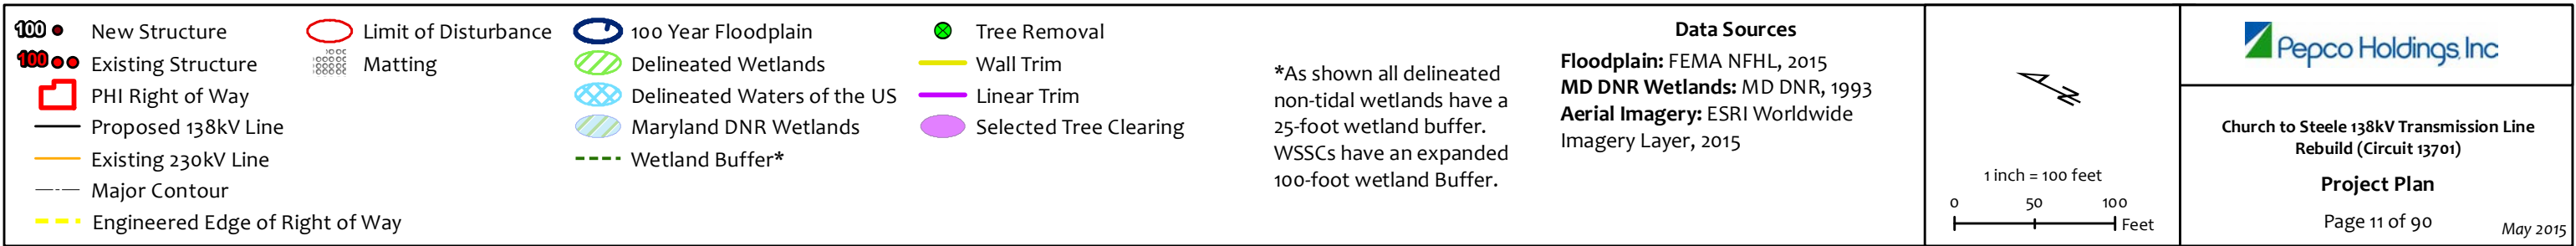 100 New Structure
100 Existing Structure
PHI Right of Way
Proposed 138kV Line
Existing 230kV Line
Major Contour
Engineered Edge of Right of Way
Limit of Disturbance
Matting
100 Year Floodplain
Delineated Wetlands
Delineated Waters of the US
Maryland DNR Wetlands
Wetland Buffer*
Tree Removal
Wall Trim
Linear Trim
Selected Tree Clearing
*As shown all delineated
non-tidal wetlands have a
25-foot wetland buffer.
WSSCs have an expanded
100-foot wetland Buffer.
Data Sources
Floodplain: FEMA NFHL, 2015
MD DNR Wetlands: MD DNR, 1993
Aerial Imagery: ESRI Worldwide
Imagery Layer, 2015
N
1 inch = 100 feet
0 50 100
Feet
Pepco Holdings, Inc
Church to Steele 138kV Transmission Line
Rebuild (Circuit 13701)
Project Plan
Page 11 of 90
May 2015